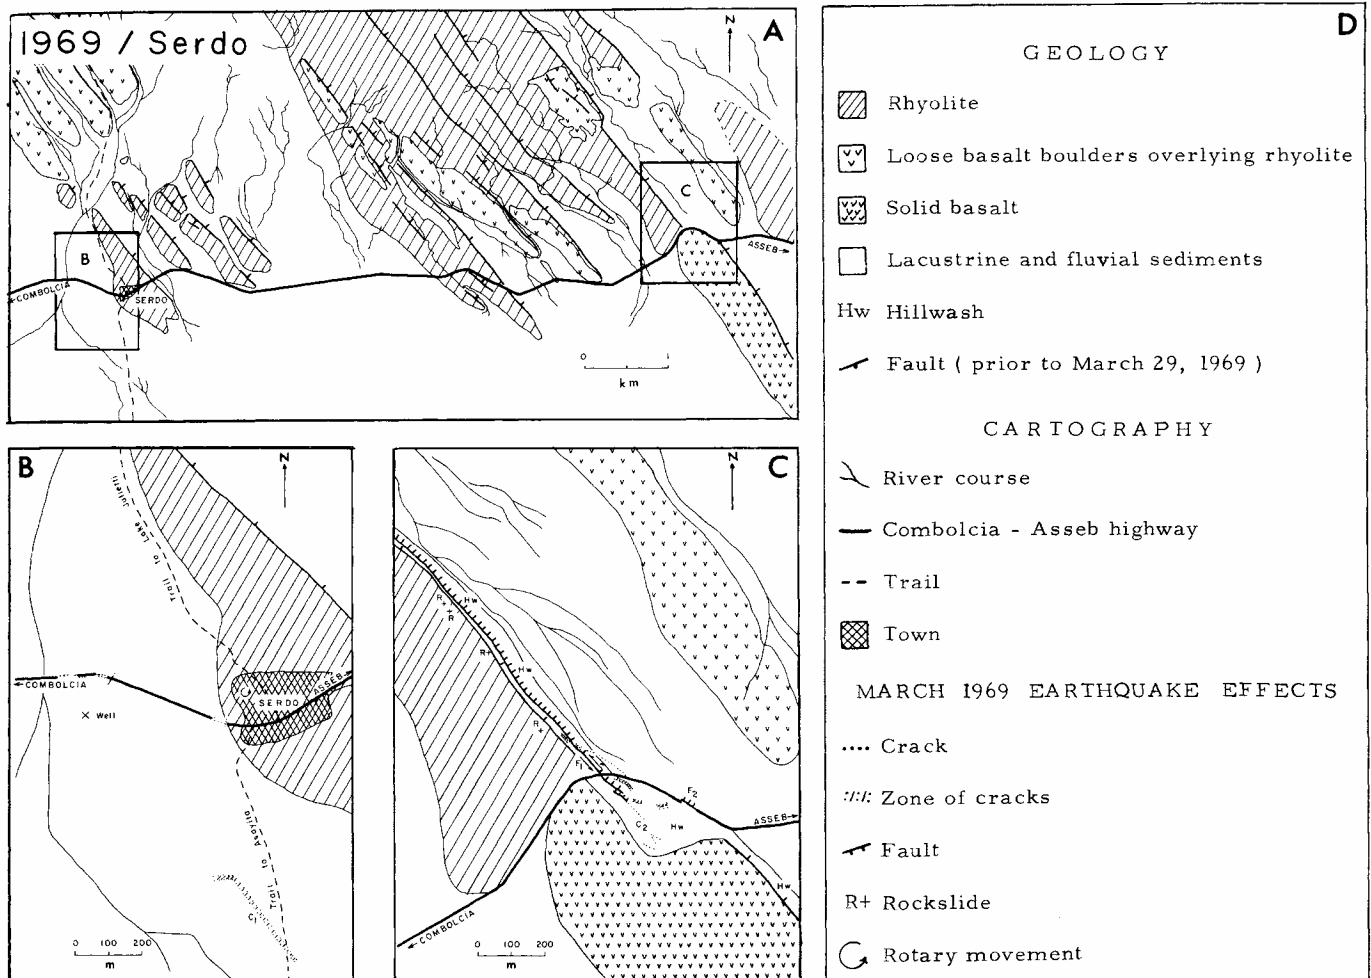 1969 / Serdo
A
N
C
B
COMBOLCIA
SERDO
ASSEB
0 1
km
B
N
Trail to Lake Julietti
COMBOLCIA
ASSEB
SERDO
Well
Trail to Asayita
C1
0 100 200
m
C
N
Hw
R
R
R+
Hw
R
F1
F2
C2
Hw
ASSEB
Hw
COMBOLCIA
0 100 200
m
D
GEOLOGY
Rhyolite
Loose basalt boulders overlying rhyolite
Solid basalt
Lacustrine and fluvial sediments
Hw Hillwash
Fault ( prior to March 29, 1969 )
CARTOGRAPHY
River course
Combolcia - Asseb highway
Trail
Town
MARCH 1969 EARTHQUAKE EFFECTS
Crack
Zone of cracks
Fault
R+ Rockslide
Rotary movement